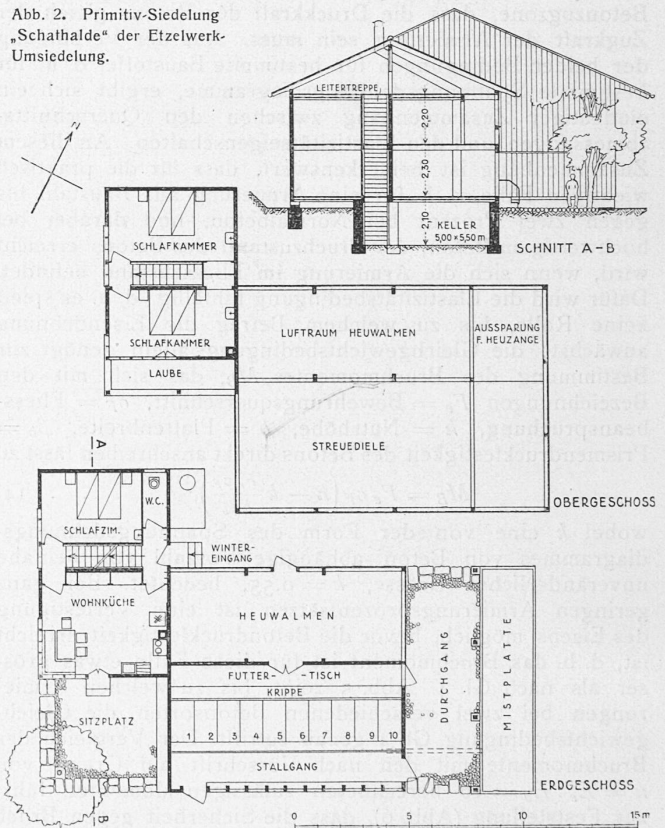 Abb. 2. Primitiv-Siedelung
„Schathalde“ der Etzelwerk-
Umsiedelung.
LEITERTREPPE
2,20
2,30
2,10
KELLER
5,00 × 5,50 m
SCHNITT A-B
SCHLAFKAMMER
SCHLAFKAMMER
LAUBE
LUFTRAUM HEUWALMEN
AUSSPARUNG
F. HEUZANGE
STREUEDIELE
OBERGESCHOSS
A
W.C.
SCHLAFZIM.
WINTER-
EINGANG
WOHNKÜCHE
HEUWALMEN
FUTTER- -TISCH
KRIPPE
1 2 3 4 5 6 7 8 9 10
STALLGANG
SITZPLATZ
DURCHGANG
MISTPLATTE
ERDGESCHOSS
B
0 5 10 15 m